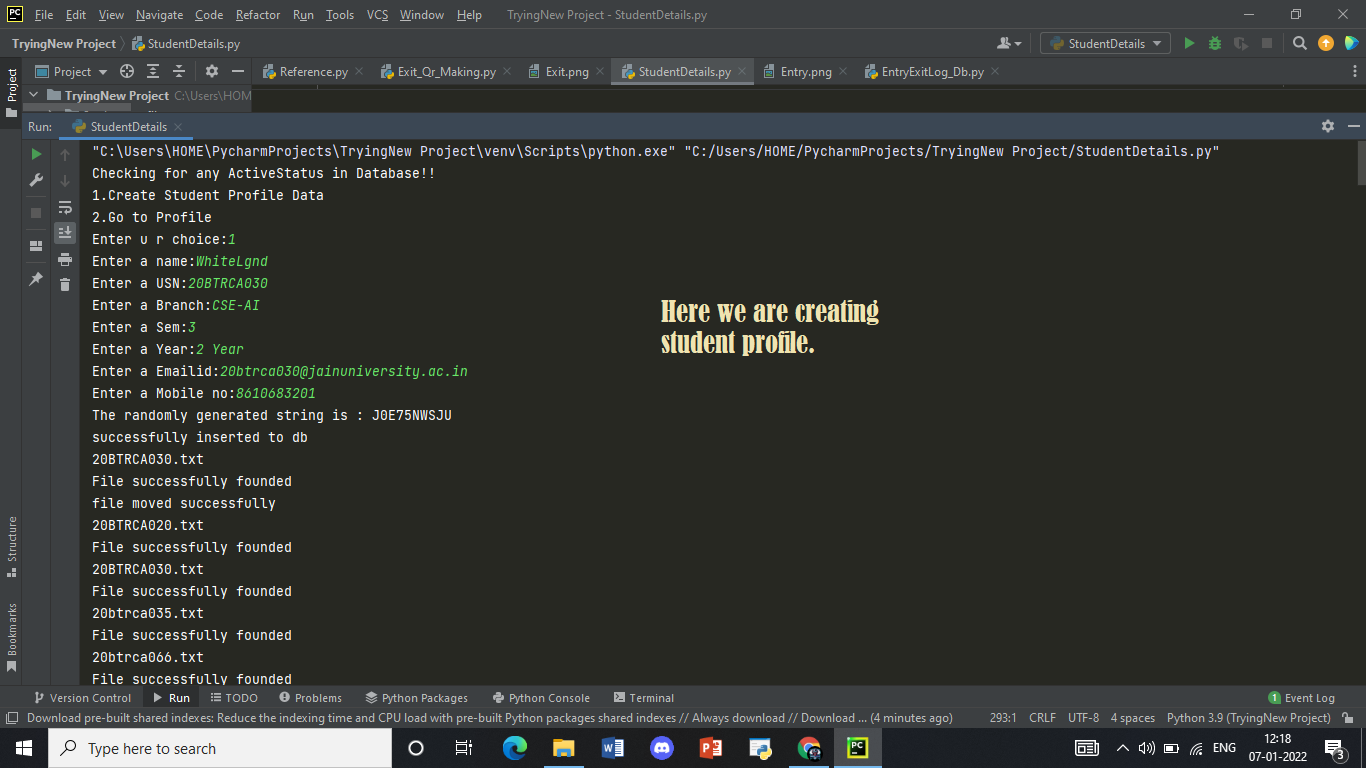 File Edit View Navigate Code Refactor Run Tools VCS Window Help TryingNew Project - StudentDetails.py
TryingNew Project StudentDetails.py StudentDetails
Project Project Reference.py Exit_Qr_Making.py Exit.png StudentDetails.py Entry.png EntryExitLog_Db.py
TryingNew Project C:\Users\HOM
Run: StudentDetails
"C:\Users\HOME\PycharmProjects\TryingNew Project\venv\Scripts\python.exe" "C:/Users/HOME/PycharmProjects/TryingNew Project/StudentDetails.py"
Checking for any ActiveStatus in Database!!
1.Create Student Profile Data
2.Go to Profile
Enter u r choice:1
Enter a name:WhiteLgnd
Enter a USN:20BTRCA030
Enter a Branch:CSE-AI
Enter a Sem:3
Enter a Year:2 Year
Enter a Emailid:20btrca030@jainuniversity.ac.in
Enter a Mobile no:8610683201
The randomly generated string is : J0E75NWSJU
successfully inserted to db
20BTRCA030.txt
File successfully founded
file moved successfully
20BTRCA020.txt
File successfully founded
20BTRCA030.txt
File successfully founded
20btrca035.txt
File successfully founded
20btrca066.txt
File successfully founded
Here we are creating
student profile.
Structure
Bookmarks
Version Control Run TODO Problems Python Packages Python Console Terminal 1 Event Log
Download pre-built shared indexes: Reduce the indexing time and CPU load with pre-built Python packages shared indexes // Always download // Download ... (4 minutes ago) 293:1 CRLF UTF-8 4 spaces Python 3.9 (TryingNew Project)
Type here to search ENG 12:18
07-01-2022 3